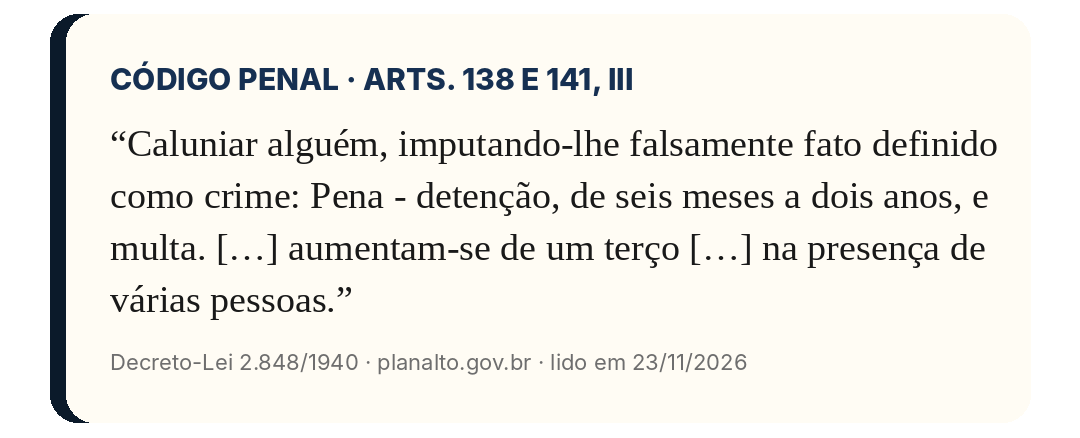 CÓDIGO PENAL · ARTS. 138 E 141, III
“Caluniar alguém, imputando-lhe falsamente fato definido
como crime: Pena - detenção, de seis meses a dois anos, e
multa. […] aumentam-se de um terço […] na presença de
várias pessoas.”
Decreto-Lei 2.848/1940 · planalto.gov.br · lido em 23/11/2026